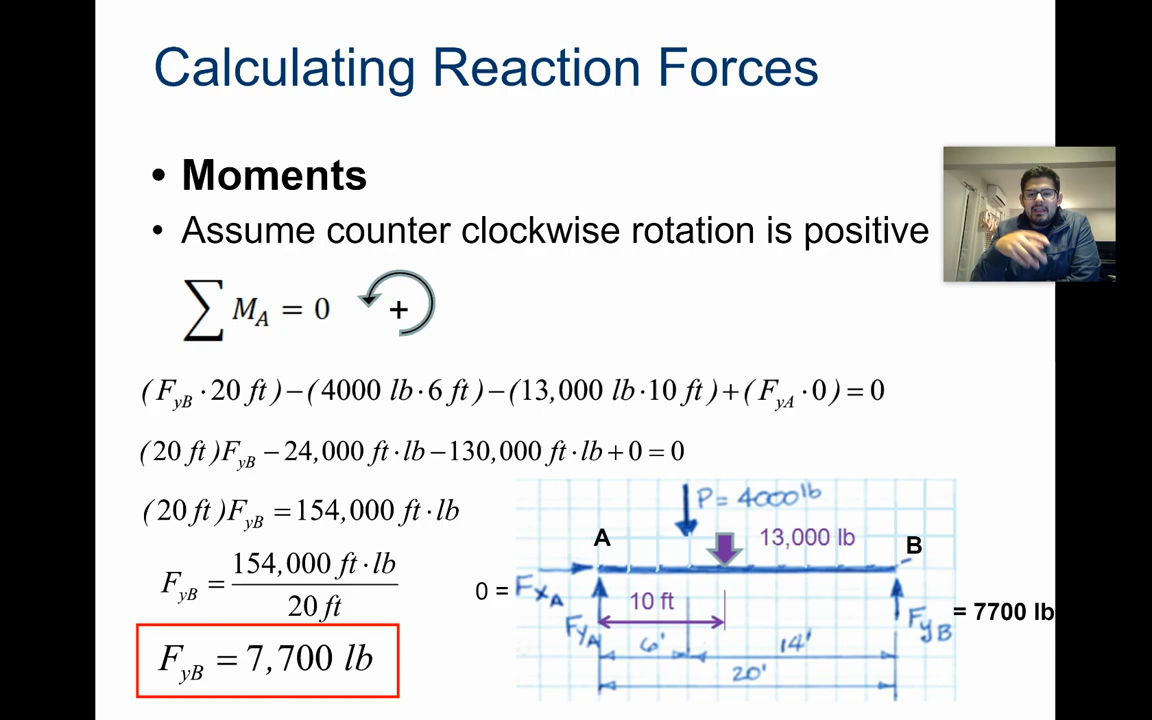 Calculating Reaction Forces
• Moments
• Assume counter clockwise rotation is positive
∑ M_A = 0 +
(F_yB · 20 ft) − (4000 lb · 6 ft) − (13,000 lb · 10 ft) + (F_yA · 0) = 0
(20 ft)F_yB − 24,000 ft · lb − 130,000 ft · lb + 0 = 0
(20 ft)F_yB = 154,000 ft · lb
F_yB = 154,000 ft · lb / 20 ft
F_yB = 7,700 lb
P = 4000 lb
13,000 lb
A
B
0 = F_xA
10 ft
F_yA
F_yB = 7700 lb
6'
14'
20'